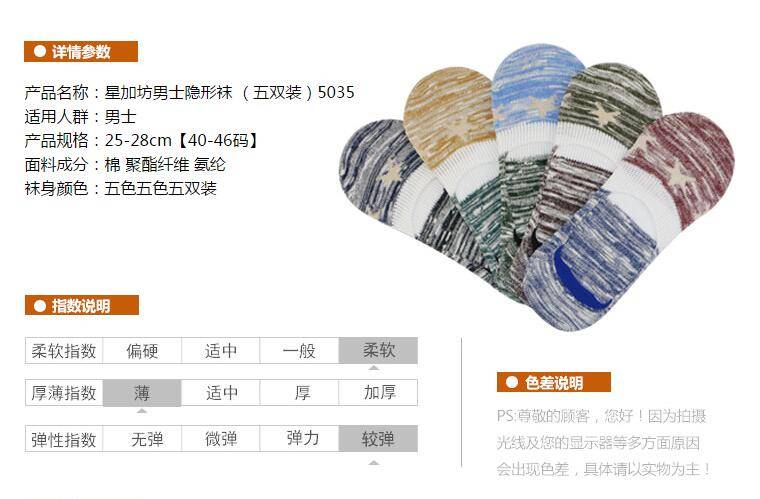 详情参数
产品名称：星加坊男士隐形袜（五双装）5035
适用人群：男士
产品规格：25-28cm【40-46码】
面料成分：棉 聚酯纤维 氨纶
袜身颜色：五色五色五双装
指数说明
柔软指数 偏硬 适中 一般 柔软
厚薄指数 薄 适中 厚 加厚
弹性指数 无弹 微弹 弹力 较弹
色差说明
PS:尊敬的顾客，您好！因为拍摄
光线及您的显示器等多方面原因
会出现色差，具体请以实物为主！